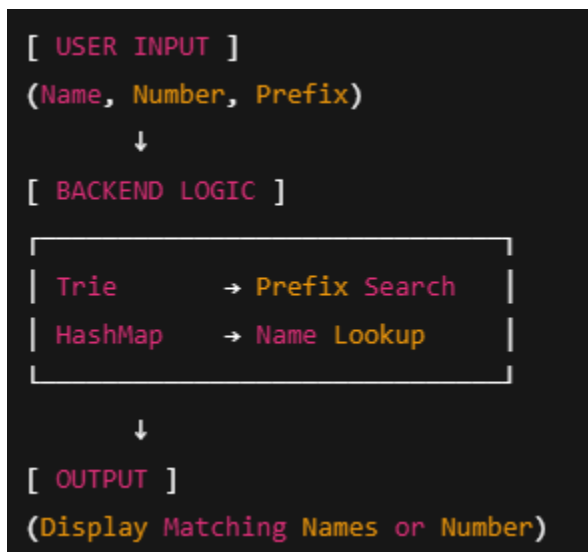 [ USER INPUT ]
(Name, Number, Prefix)
↓
[ BACKEND LOGIC ]
Trie → Prefix Search
HashMap → Name Lookup
↓
[ OUTPUT ]
(Display Matching Names or Number)